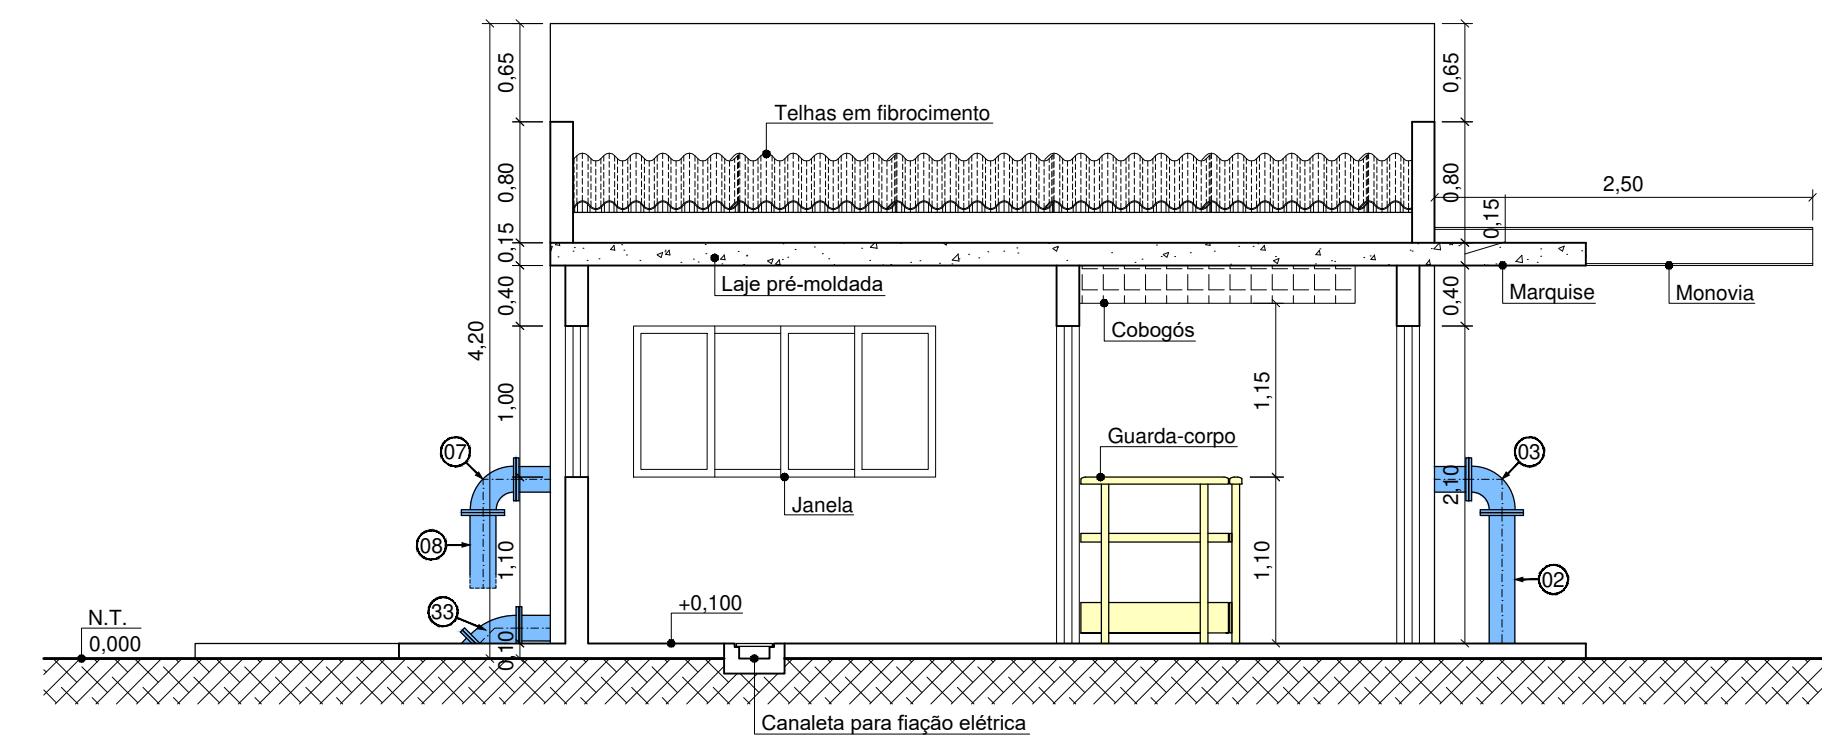 0,65
0,65
Telhas em fibrocimento
0,80
0,80
2,50
0,15
0,15
Laje pré-moldada
Marquise
Monovia
0,40
0,40
Cobogós
4,20
1,00
1,15
Guarda-corpo
07
03
2,10
Janela
08
1,10
1,10
02
33
+0,100
N.T.
0,000
0,10
Canaleta para fiação elétrica